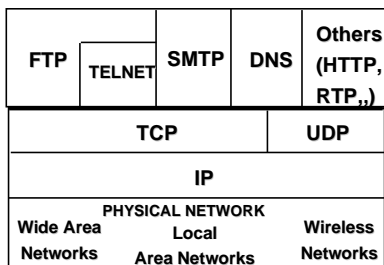 FTP TELNET SMTP DNS Others
(HTTP,
RTP,,)
TCP UDP
IP
PHYSICAL NETWORK
Wide Area Local Wireless
Networks Area Networks Networks